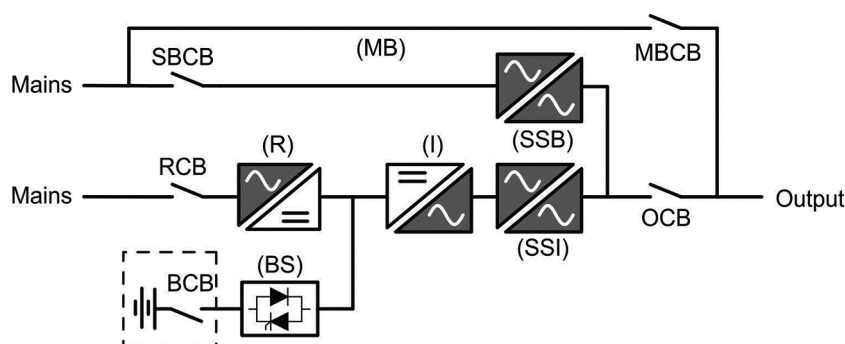 (MB)
MBCB
SBCB
Mains
(SSB)
(R)
(I)
RCB
Mains
Output
OCB
(SSI)
(BS)
BCB